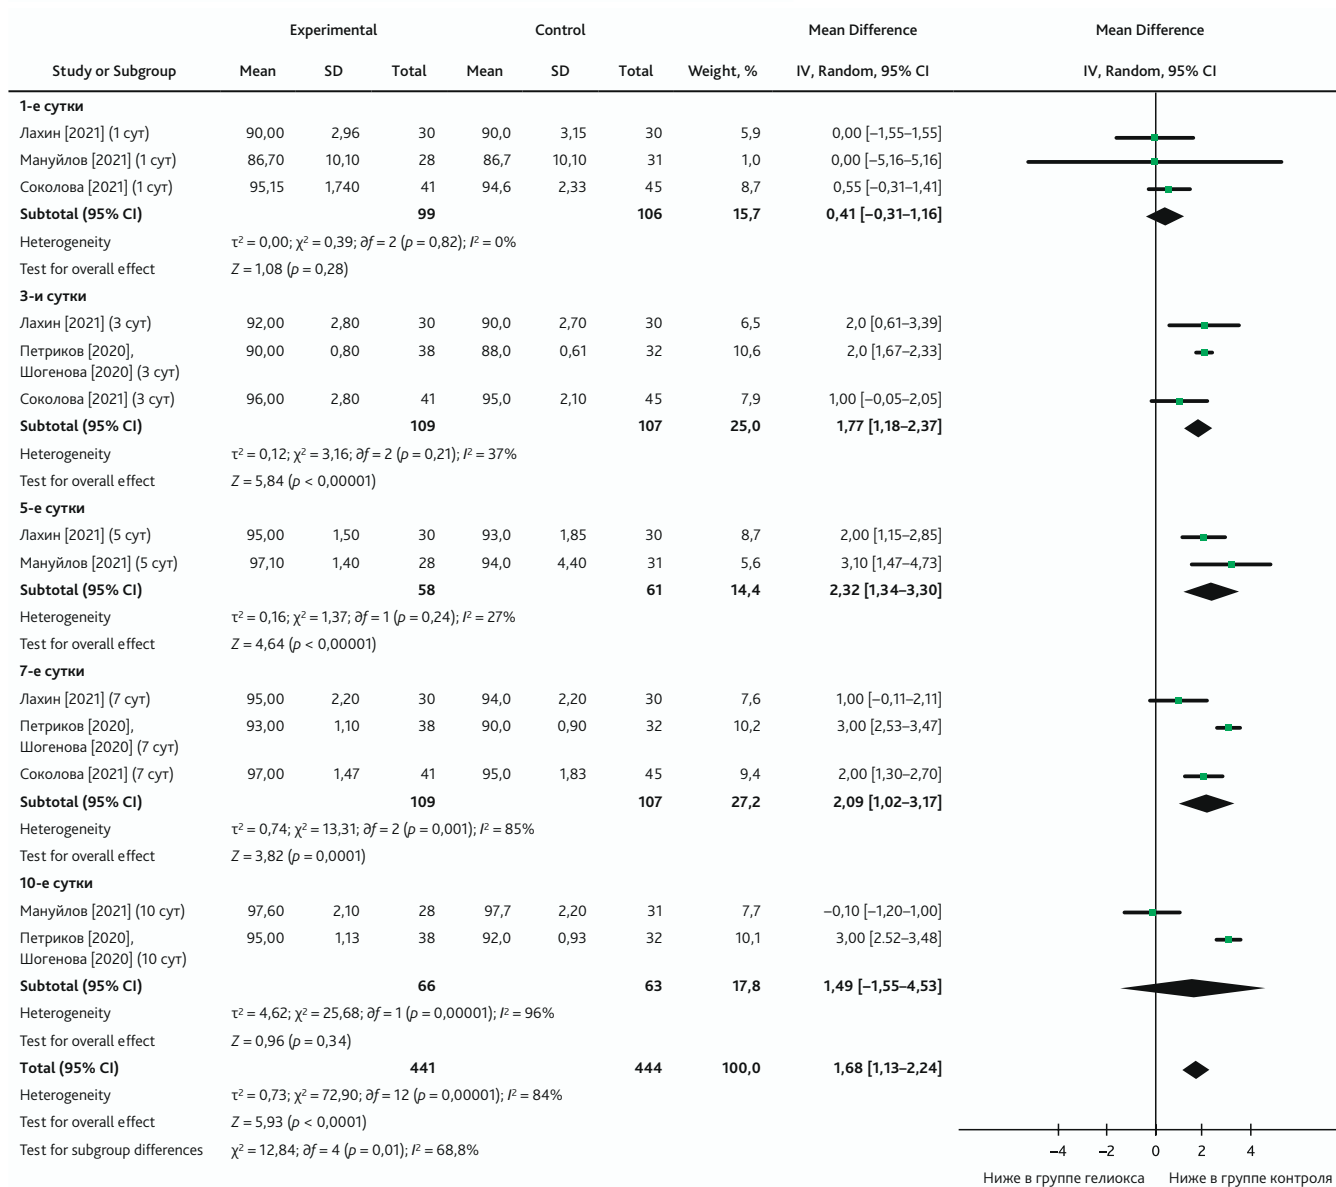 Experimental Control Mean Difference Mean Difference
Study or Subgroup Mean SD Total Mean SD Total Weight, % IV, Random, 95% CI IV, Random, 95% CI
1-е сутки
Лахин [2021] (1 сут) 90,00 2,96 30 90,0 3,15 30 5,9 0,00 [−1,55–1,55]
Мануйлов [2021] (1 сут) 86,70 10,10 28 86,7 10,10 31 1,0 0,00 [−5,16–5,16]
Соколова [2021] (1 сут) 95,15 1,740 41 94,6 2,33 45 8,7 0,55 [−0,31–1,41]
Subtotal (95% CI) 99 106 15,7 0,41 [−0,31–1,16]
Heterogeneity τ² = 0,00; χ² = 0,39; ∂f = 2 (p = 0,82); I² = 0%
Test for overall effect Z = 1,08 (p = 0,28)
3-и сутки
Лахин [2021] (3 сут) 92,00 2,80 30 90,0 2,70 30 6,5 2,0 [0,61–3,39]
Петриков [2020], 90,00 0,80 38 88,0 0,61 32 10,6 2,0 [1,67–2,33]
Шогенова [2020] (3 сут)
Соколова [2021] (3 сут) 96,00 2,80 41 95,0 2,10 45 7,9 1,00 [−0,05–2,05]
Subtotal (95% CI) 109 107 25,0 1,77 [1,18–2,37]
Heterogeneity τ² = 0,12; χ² = 3,16; ∂f = 2 (p = 0,21); I² = 37%
Test for overall effect Z = 5,84 (p < 0,00001)
5-е сутки
Лахин [2021] (5 сут) 95,00 1,50 30 93,0 1,85 30 8,7 2,00 [1,15–2,85]
Мануйлов [2021] (5 сут) 97,10 1,40 28 94,0 4,40 31 5,6 3,10 [1,47–4,73]
Subtotal (95% CI) 58 61 14,4 2,32 [1,34–3,30]
Heterogeneity τ² = 0,16; χ² = 1,37; ∂f = 1 (p = 0,24); I² = 27%
Test for overall effect Z = 4,64 (p < 0,00001)
7-е сутки
Лахин [2021] (7 сут) 95,00 2,20 30 94,0 2,20 30 7,6 1,00 [−0,11–2,11]
Петриков [2020], 93,00 1,10 38 90,0 0,90 32 10,2 3,00 [2,53–3,47]
Шогенова [2020] (7 сут)
Соколова [2021] (7 сут) 97,00 1,47 41 95,0 1,83 45 9,4 2,00 [1,30–2,70]
Subtotal (95% CI) 109 107 27,2 2,09 [1,02–3,17]
Heterogeneity τ² = 0,74; χ² = 13,31; ∂f = 2 (p = 0,001); I² = 85%
Test for overall effect Z = 3,82 (p = 0,0001)
10-е сутки
Мануйлов [2021] (10 сут) 97,60 2,10 28 97,7 2,20 31 7,7 −0,10 [−1,20–1,00]
Петриков [2020], 95,00 1,13 38 92,0 0,93 32 10,1 3,00 [2.52–3,48]
Шогенова [2020] (10 сут)
Subtotal (95% CI) 66 63 17,8 1,49 [−1,55–4,53]
Heterogeneity τ² = 4,62; χ² = 25,68; ∂f = 1 (p = 0,00001); I² = 96%
Test for overall effect Z = 0,96 (p = 0,34)
Total (95% CI) 441 444 100,0 1,68 [1,13–2,24]
Heterogeneity τ² = 0,73; χ² = 72,90; ∂f = 12 (p = 0,00001); I² = 84%
Test for overall effect Z = 5,93 (p < 0,0001)
Test for subgroup differences χ² = 12,84; ∂f = 4 (p = 0,01); I² = 68,8%
−4 −2 0 2 4
Ниже в группе гелиокса Ниже в группе контроля